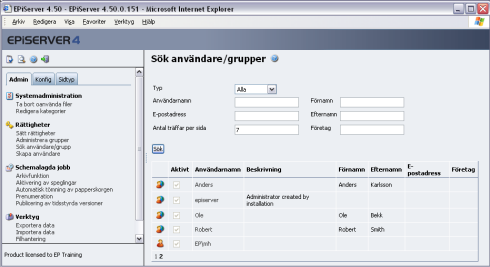 EPiServer 4.50 - EPiServer 4.50.0.151 - Microsoft Internet Explorer
Arkiv Redigera Visa Favoriter Verktyg Hjälp
EPiSERVER 4
Admin Konfig Sidtyp
Systemadministration
Ta bort oanvända filer
Redigera kategorier
Rättigheter
Sätt rättigheter
Administrera grupper
Sök användare/grupp
Skapa användare
Schemalagda jobb
Arkivfunktion
Aktivering av speglingar
Automatisk tömning av papperskorgen
Prenumeration
Publicering av tidsstyrda versioner
Verktyg
Exportera data
Importera data
Filhantering
Product licensed to EP Training
Sök användare/grupper
Typ Alla
Användarnamn Förnamn
E-postadress Efternamn
Antal träffar per sida 7 Företag
Sök
Aktivt Användarnamn Beskrivning Förnamn Efternamn E-postadress Företag
Anders Anders Karlsson
episerver Administrator created by installation
Ole Ole Bekk
Robert Robert Smith
1 2